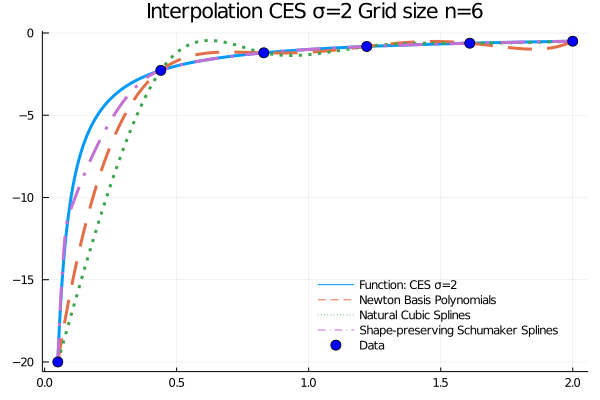 Interpolation CES σ=2 Grid size n=6
0
−5
−10
−15
−20
0.0
0.5
1.0
1.5
2.0
Function: CES σ=2
Newton Basis Polynomials
Natural Cubic Splines
Shape-preserving Schumaker Splines
Data